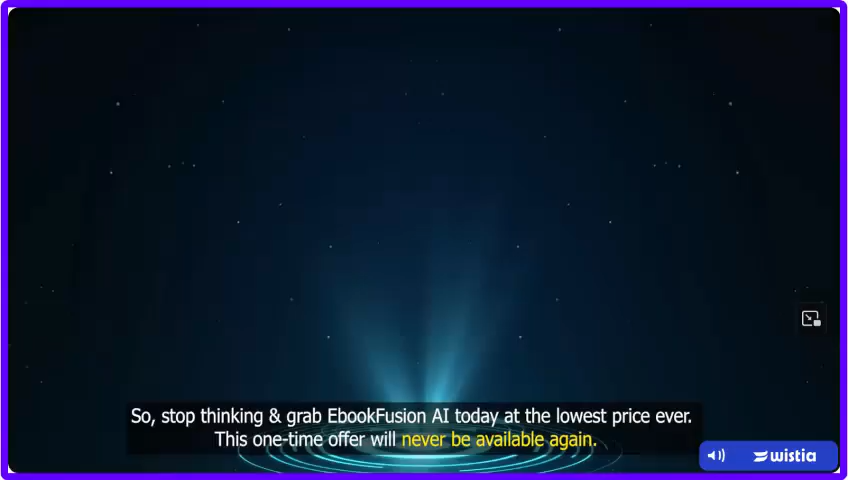 So, stop thinking & grab EbookFusion AI today at the lowest price ever.
This one-time offer will never be available again.
wistia